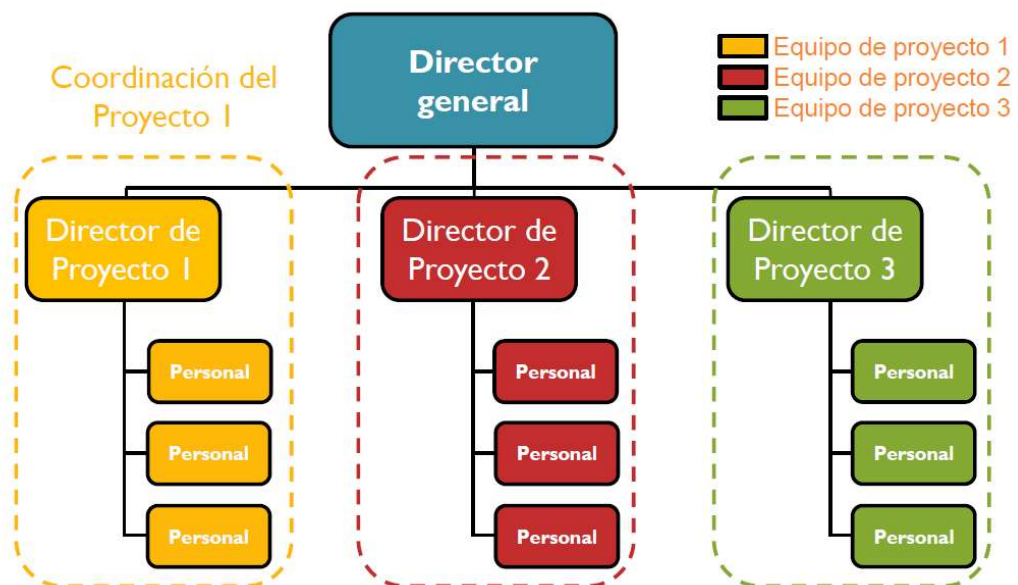 Coordinación del
Proyecto 1
Director
general
Equipo de proyecto 1
Equipo de proyecto 2
Equipo de proyecto 3
Director de
Proyecto 1
Director de
Proyecto 2
Director de
Proyecto 3
Personal
Personal
Personal
Personal
Personal
Personal
Personal
Personal
Personal